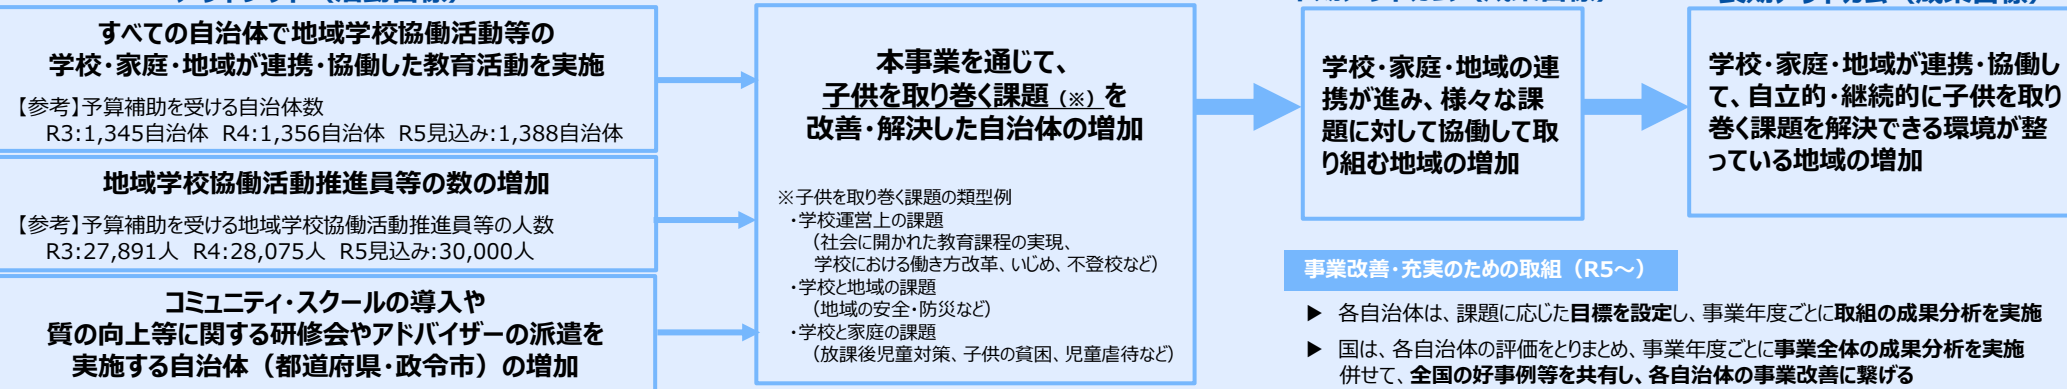 すべての自治体で地域学校協働活動等の
学校・家庭・地域が連携・協働した教育活動を実施
【参考】予算補助を受ける自治体数
R3:1,345自治体 R4:1,356自治体 R5見込み:1,388自治体
地域学校協働活動推進員等の数の増加
【参考】予算補助を受ける地域学校協働活動推進員等の人数
R3:27,891人 R4:28,075人 R5見込み:30,000人
コミュニティ・スクールの導入や
質の向上等に関する研修会やアドバイザーの派遣を
実施する自治体（都道府県・政令市）の増加
本事業を通じて、
子供を取り巻く課題（※）を
改善・解決した自治体の増加
※子供を取り巻く課題の類型例
・学校運営上の課題
（社会に開かれた教育課程の実現、
学校における働き方改革、いじめ、不登校など）
・学校と地域の課題
（地域の安全・防災など）
・学校と家庭の課題
（放課後児童対策、子供の貧困、児童虐待など）
学校・家庭・地域の連
携が進み、様々な課
題に対して協働して取
り組む地域の増加
学校・家庭・地域が連携・協働し
て、自立的・継続的に子供を取り
巻く課題を解決できる環境が整
っている地域の増加
事業改善・充実のための取組（R5～）
▶ 各自治体は、課題に応じた目標を設定し、事業年度ごとに取組の成果分析を実施
▶ 国は、各自治体の評価をとりまとめ、事業年度ごとに事業全体の成果分析を実施
併せて、全国の好事例等を共有し、各自治体の事業改善に繋げる